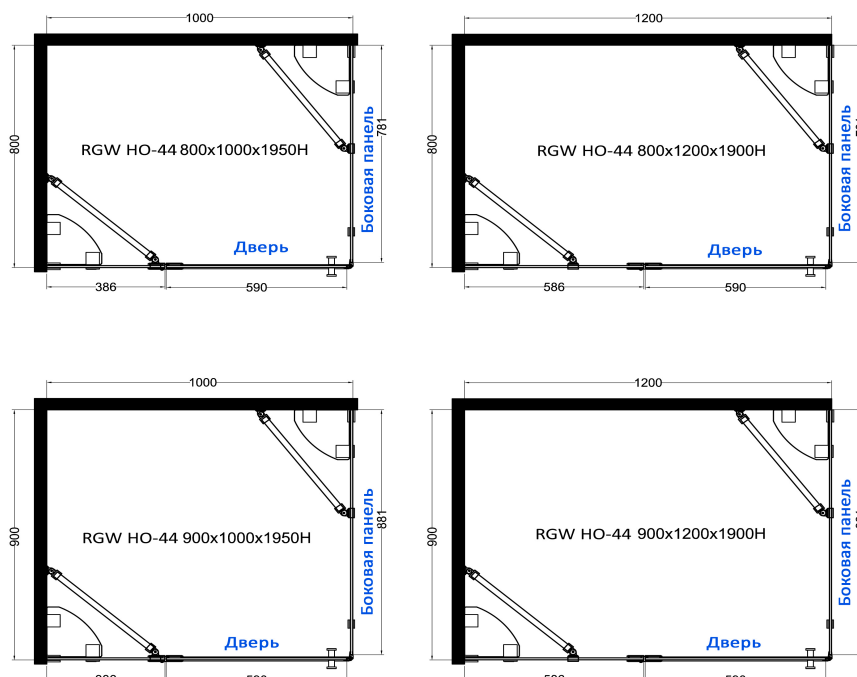 1000
1200
800
781
Боковая панель
RGW HO-44 800x1000x1950H
Дверь
386
590
800
Боковая панель
RGW HO-44 800x1200x1900H
Дверь
586
590
1000
1200
900
881
Боковая панель
RGW HO-44 900x1000x1950H
Дверь
900
Боковая панель
RGW HO-44 900x1200x1900H
Дверь